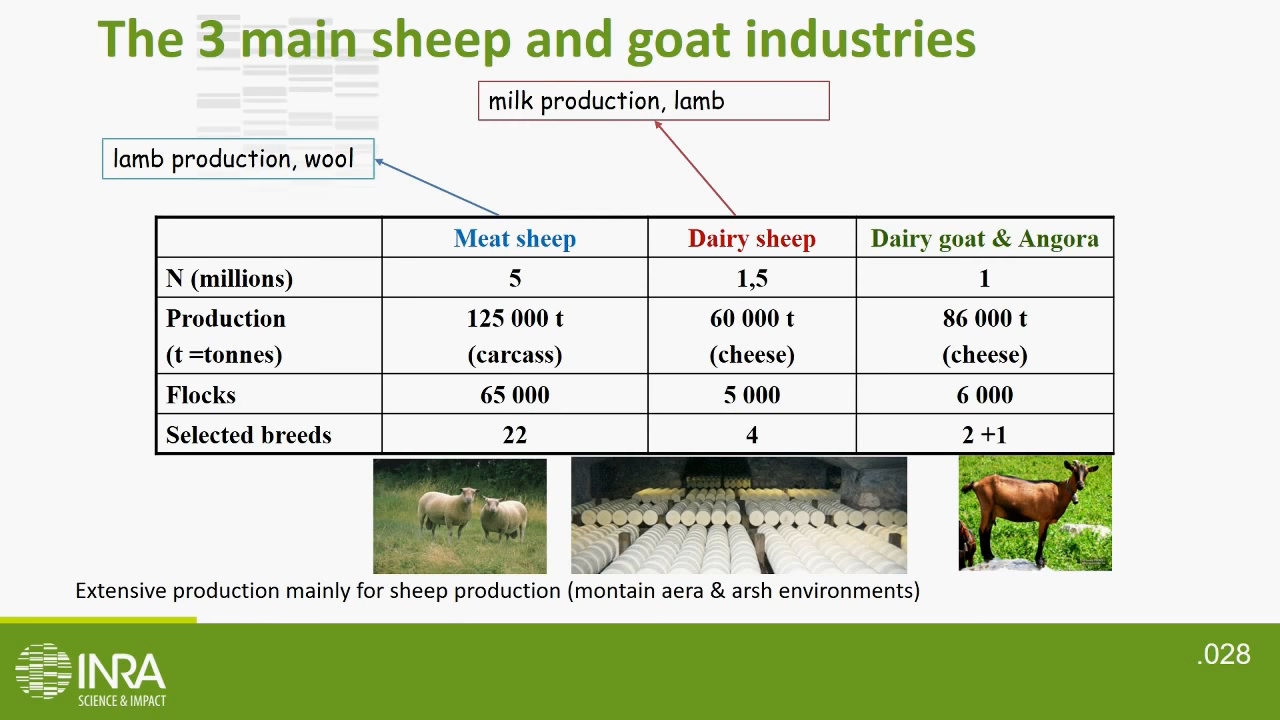 The 3 main sheep and goat industries
milk production, lamb
lamb production, wool
Meat sheep Dairy sheep Dairy goat & Angora
N (millions) 5 1,5 1
Production 125 000 t 60 000 t 86 000 t
(t =tonnes) (carcass) (cheese) (cheese)
Flocks 65 000 5 000 6 000
Selected breeds 22 4 2 +1
Extensive production mainly for sheep production (montain aera & arsh environments)
INRA
SCIENCE & IMPACT
.028